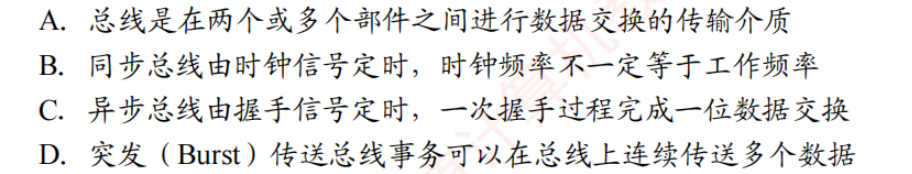 A. 总线是在两个或多个部件之间进行数据交换的传输介质
B. 同步总线由时钟信号定时，时钟频率不一定等于工作频率
C. 异步总线由握手信号定时，一次握手过程完成一位数据交换
D. 突发（Burst）传送总线事务可以在总线上连续传送多个数据